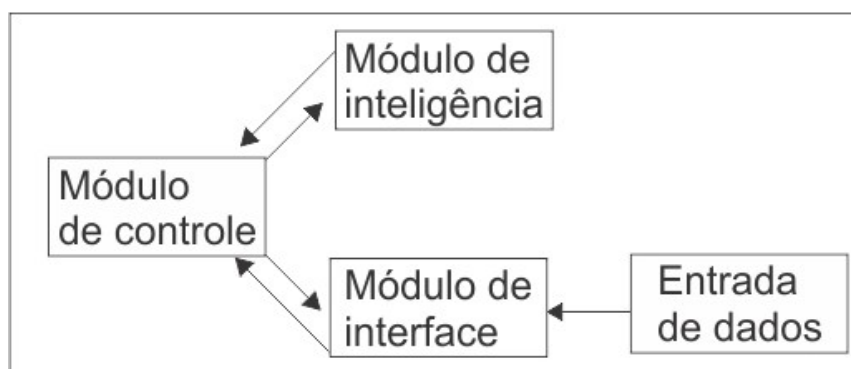 Módulo de
inteligência
Módulo
de controle
Módulo de
interface
Entrada
de dados